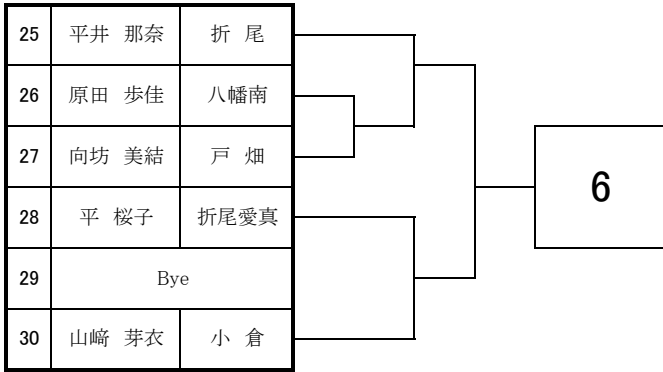 25 平井 那奈 折 尾
26 原田 歩佳 八幡南
27 向坊 美結 戸 畑
28 平 桜子 折尾愛真
29 Bye
30 山﨑 芽衣 小 倉
6